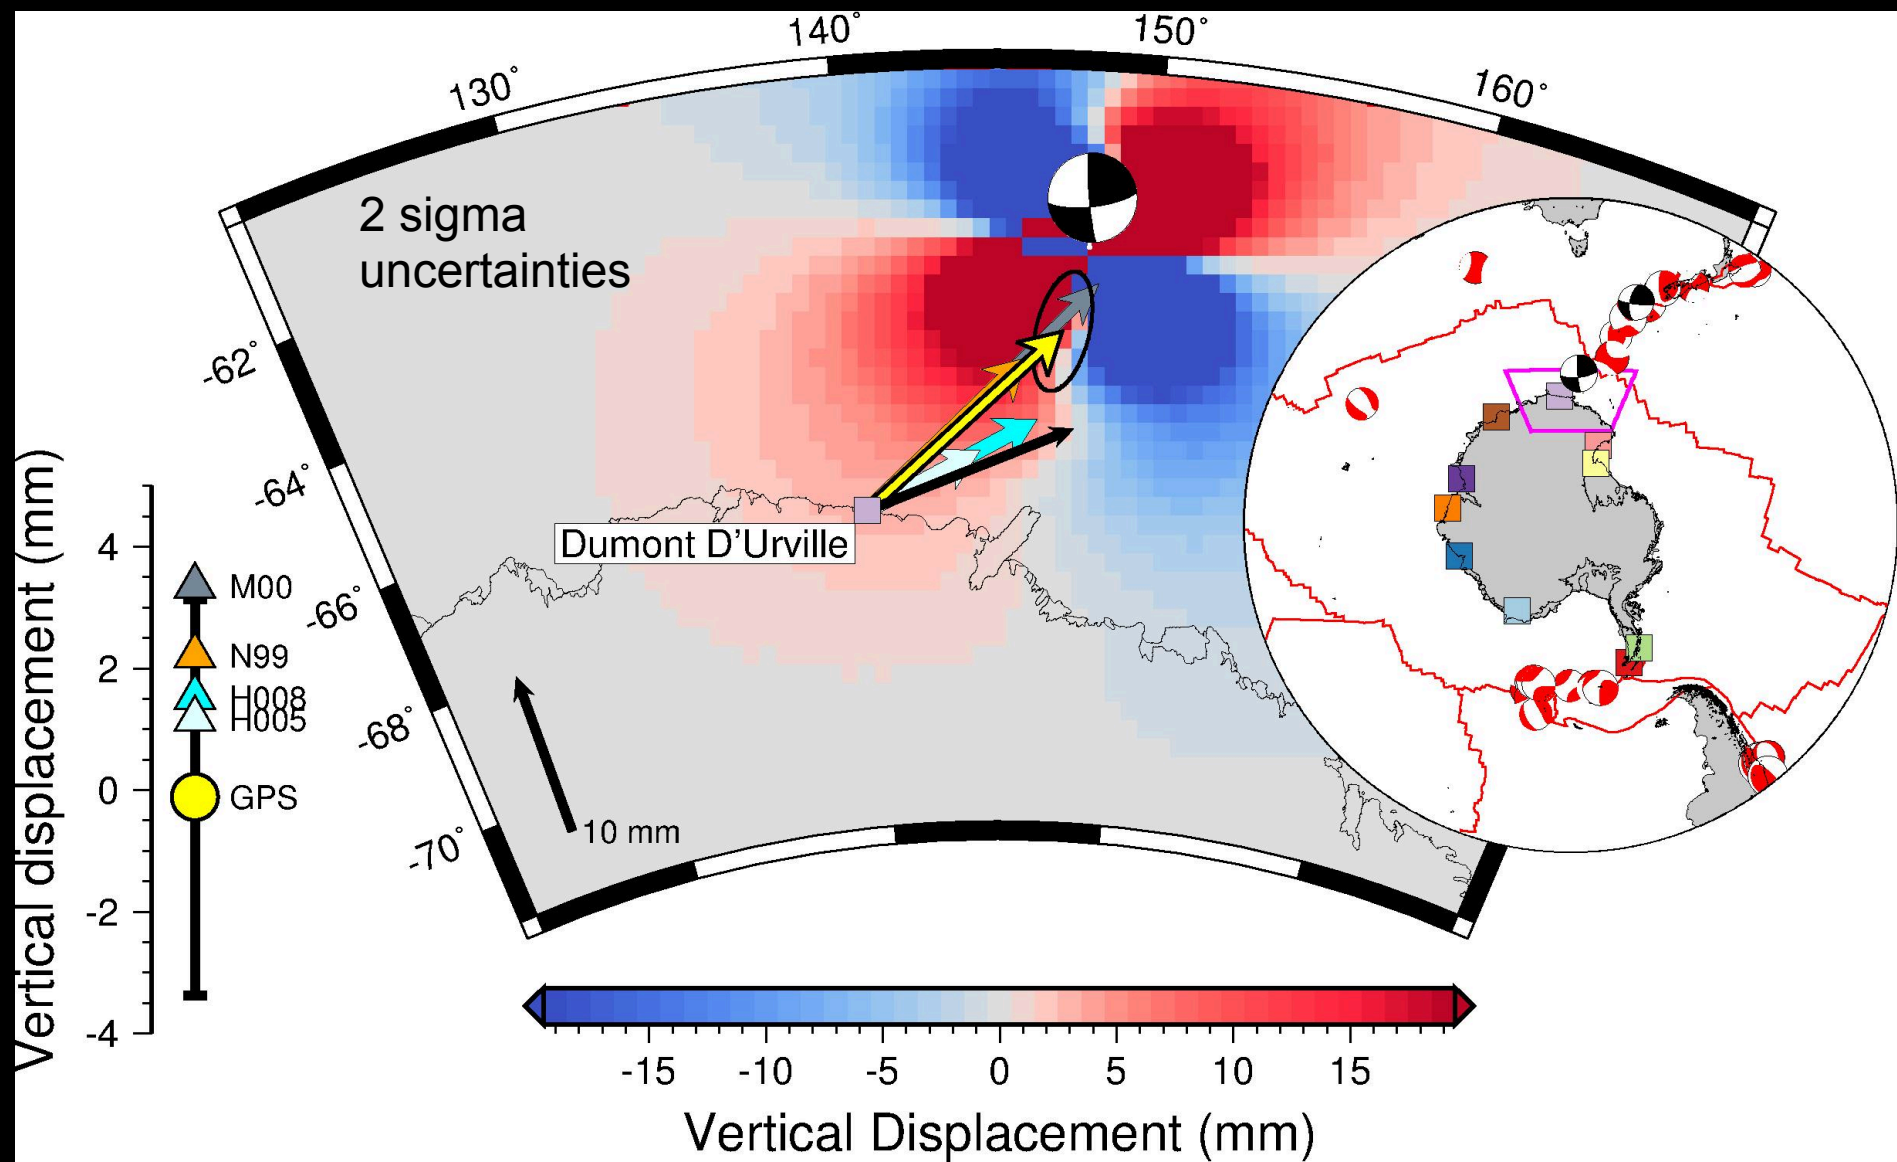 140°
150°
130°
160°
2 sigma
uncertainties
-62°
-64°
-66°
-68°
-70°
Dumont D'Urville
10 mm
Vertical displacement (mm)
4
2
0
-2
-4
M00
N99
H008
H005
GPS
-15
-10
-5
0
5
10
15
Vertical Displacement (mm)